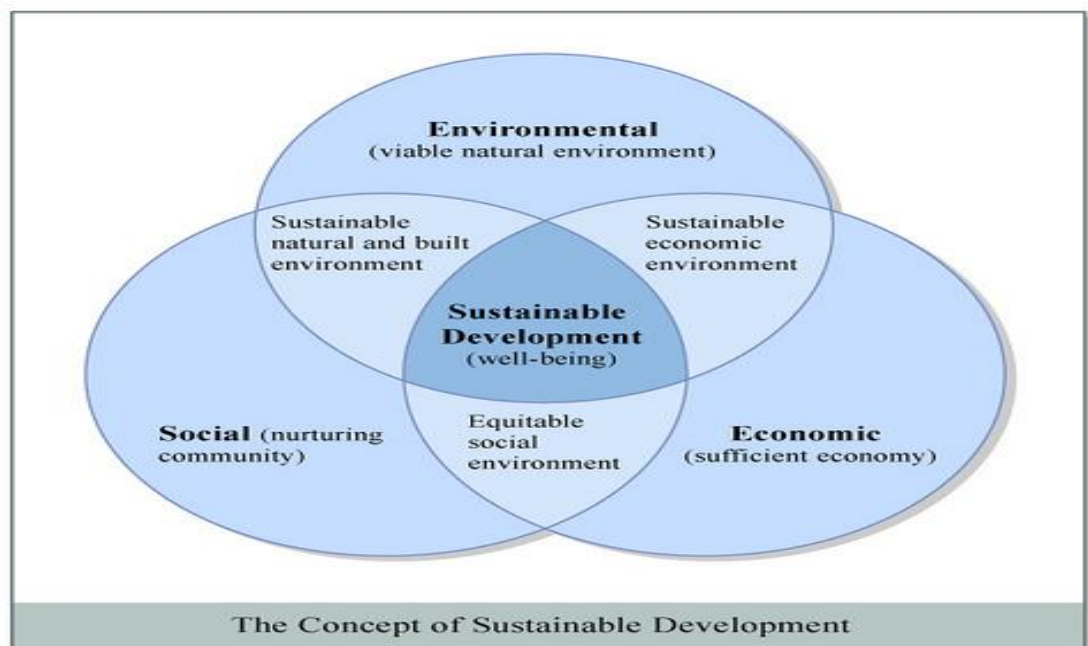 Environmental
(viable natural environment)
Sustainable
natural and built
environment
Sustainable
economic
environment
Sustainable
Development
(well-being)
Social (nurturing
community)
Equitable
social
environment
Economic
(sufficient economy)
The Concept of Sustainable Development